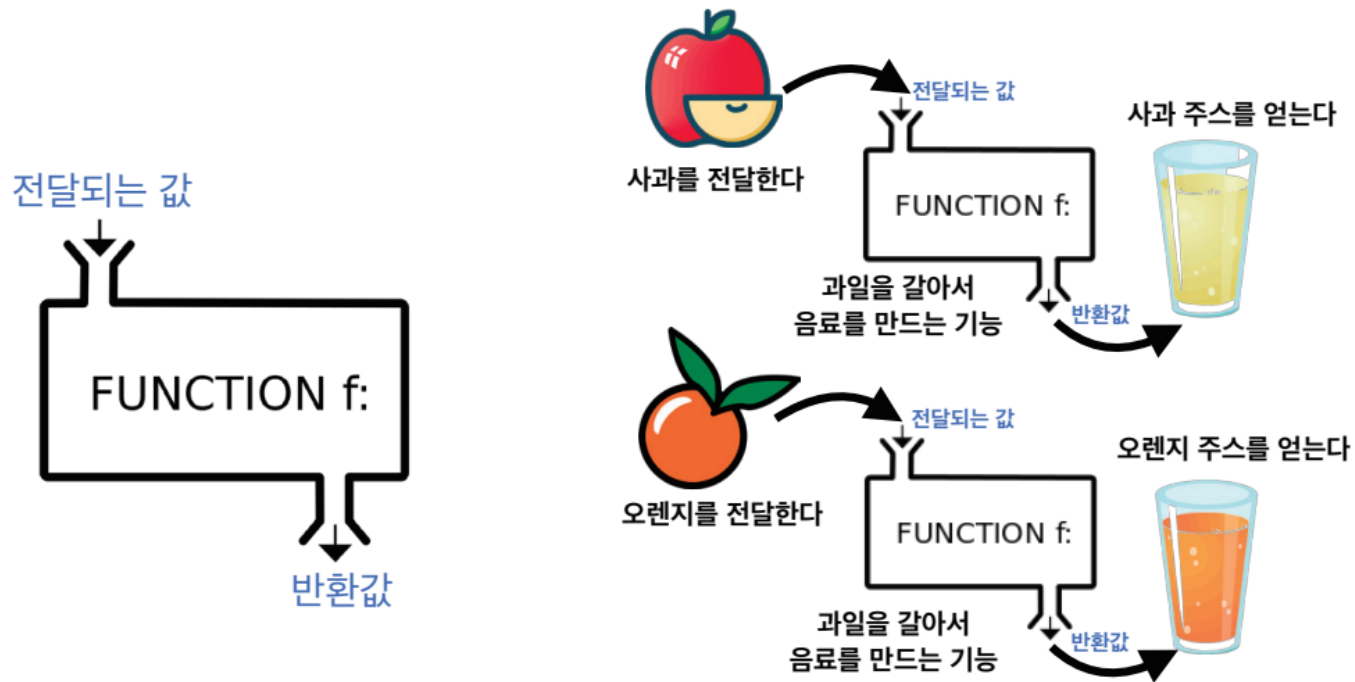 전달되는 값
FUNCTION f:
반환값
전달되는 값
사과를 전달한다
사과 주스를 얻는다
FUNCTION f:
과일을 갈아서
음료를 만드는 기능
반환값
전달되는 값
오렌지를 전달한다
오렌지 주스를 얻는다
FUNCTION f:
과일을 갈아서
음료를 만드는 기능
반환값